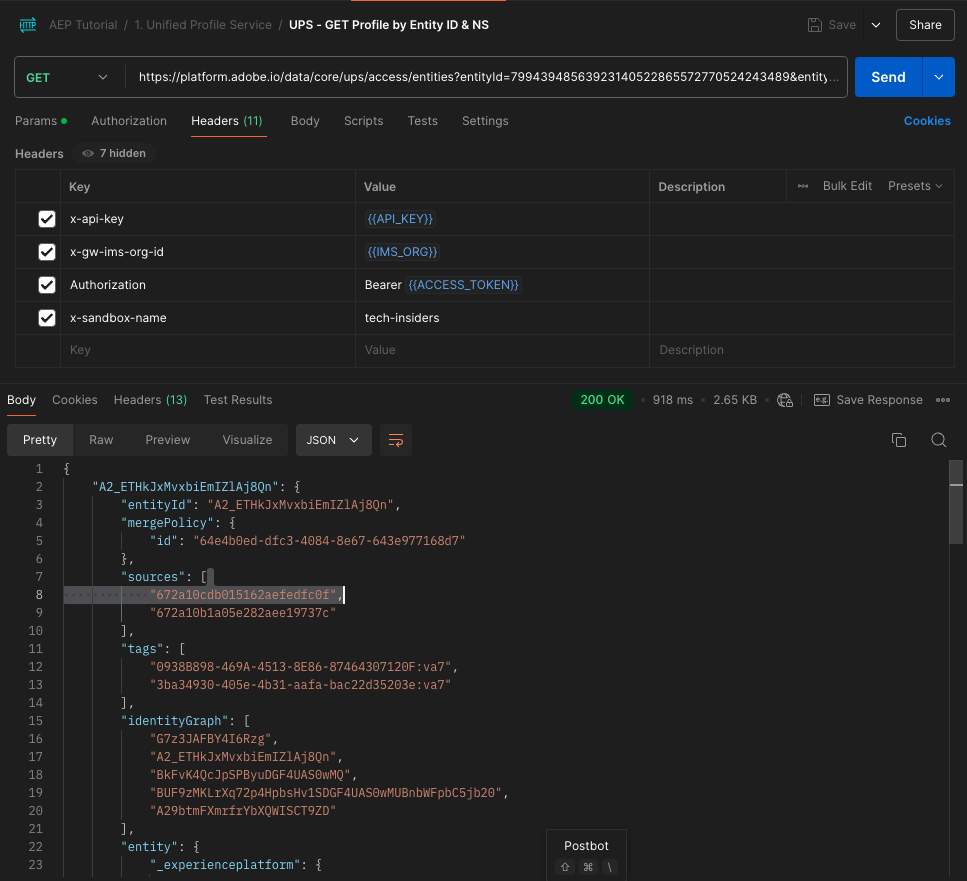 HTTP AEP Tutorial / 1. Unified Profile Service / UPS - GET Profile by Entity ID & NS Save Share
GET https://platform.adobe.io/data/core/ups/access/entities?entityId=79943948563923140522865572770524243489&entity... Send
Params Authorization Headers (11) Body Scripts Tests Settings Cookies
Headers 7 hidden
Key Value Description Bulk Edit Presets
x-api-key {{API_KEY}}
x-gw-ims-org-id {{IMS_ORG}}
Authorization Bearer {{ACCESS_TOKEN}}
x-sandbox-name tech-insiders
Key Value Description
Body Cookies Headers (13) Test Results 200 OK 918 ms 2.65 KB Save Response
Pretty Raw Preview Visualize JSON
1 {
2 "A2_ETHkJxMvxbiEmIZlAj8Qn": {
3 "entityId": "A2_ETHkJxMvxbiEmIZlAj8Qn",
4 "mergePolicy": {
5 "id": "64e4b0ed-dfc3-4084-8e67-643e977168d7"
6 },
7 "sources": [
8 "672a10cdb015162aefedfc0f",
9 "672a10b1a05e282aee19737c"
10 ],
11 "tags": [
12 "0938B898-469A-4513-8E86-87464307120F:va7",
13 "3ba34930-405e-4b31-aafa-bac22d35203e:va7"
14 ],
15 "identityGraph": [
16 "G7z3JAFBY4I6Rzg",
17 "A2_ETHkJxMvxbiEmIZlAj8Qn",
18 "BkFvK4QcJpSPByuDGF4UAS0wMQ",
19 "BUF9zMKLrXq72p4HpbsHv1SDGF4UAS0wMUBnbWFpbC5jb20",
20 "A29btmFXmrfrYbXQWISCT9ZD"
21 ],
22 "entity": {
23 "_experienceplatform": {
Postbot
⇧ ⌘ \